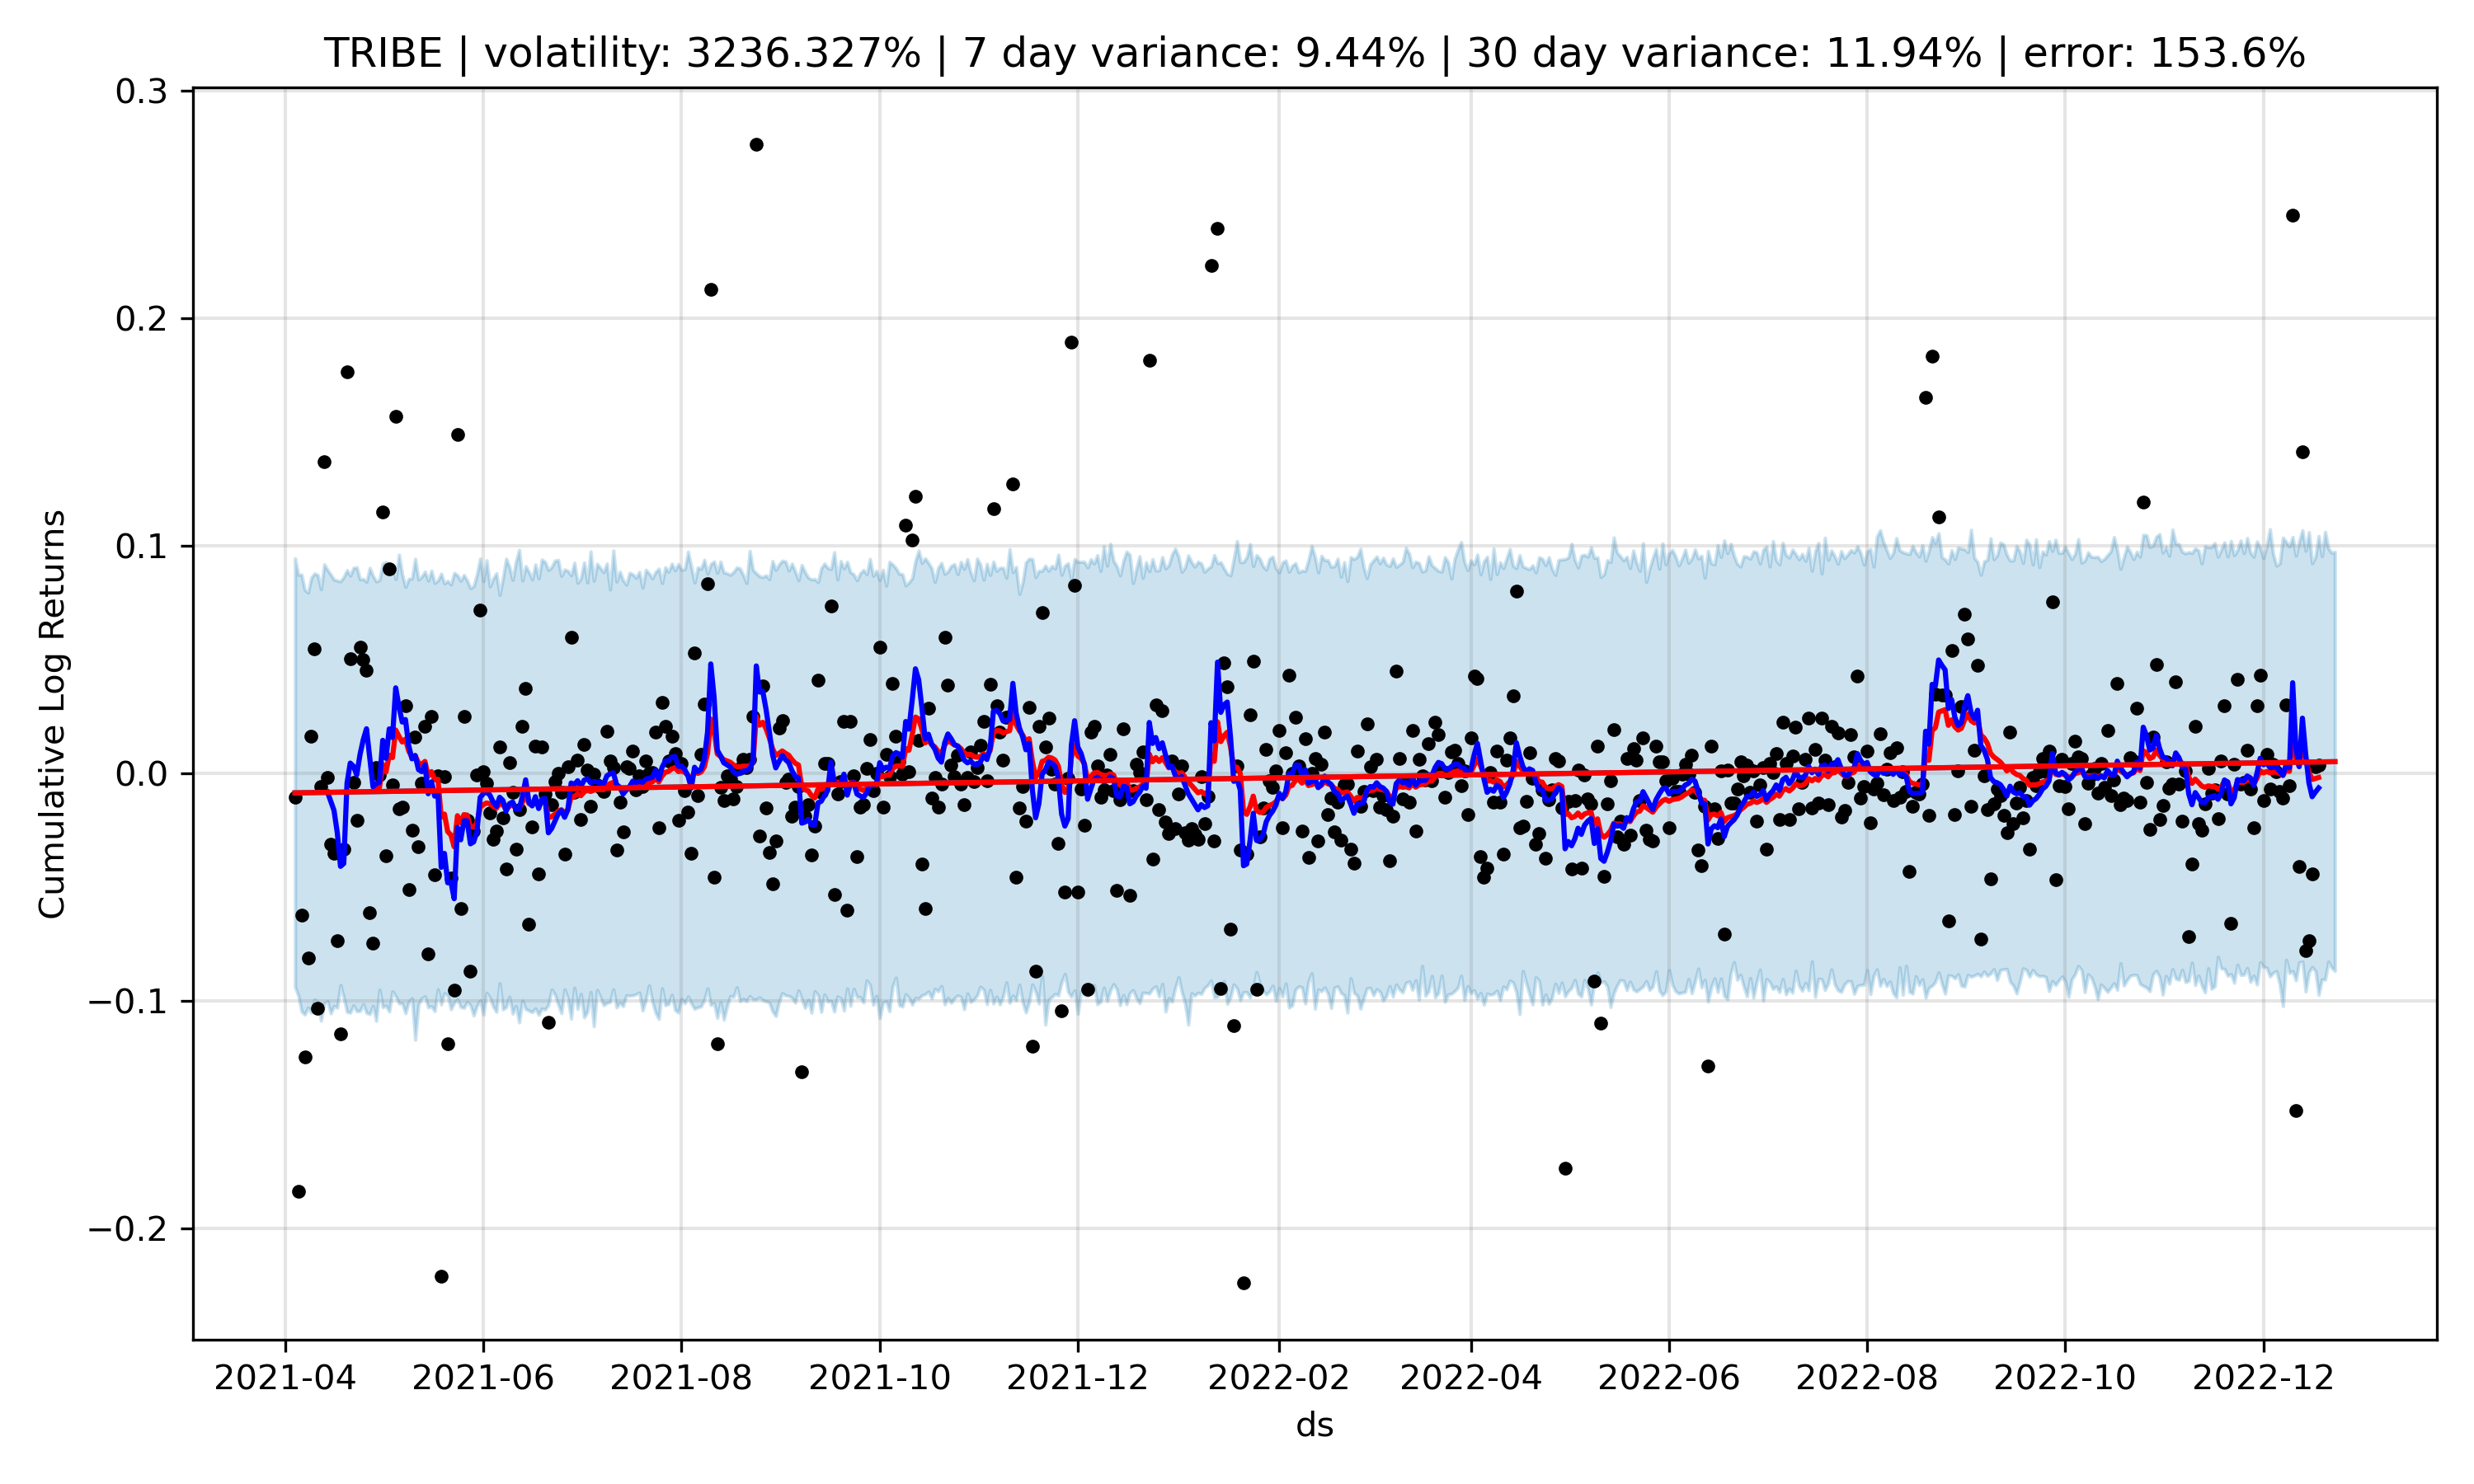 TRIBE | volatility: 3236.327% | 7 day variance: 9.44% | 30 day variance: 11.94% | error: 153.6%
0.3
0.2
0.1
0.0
−0.1
−0.2
Cumulative Log Returns
2021-04 2021-06 2021-08 2021-10 2021-12 2022-02 2022-04 2022-06 2022-08 2022-10 2022-12
ds